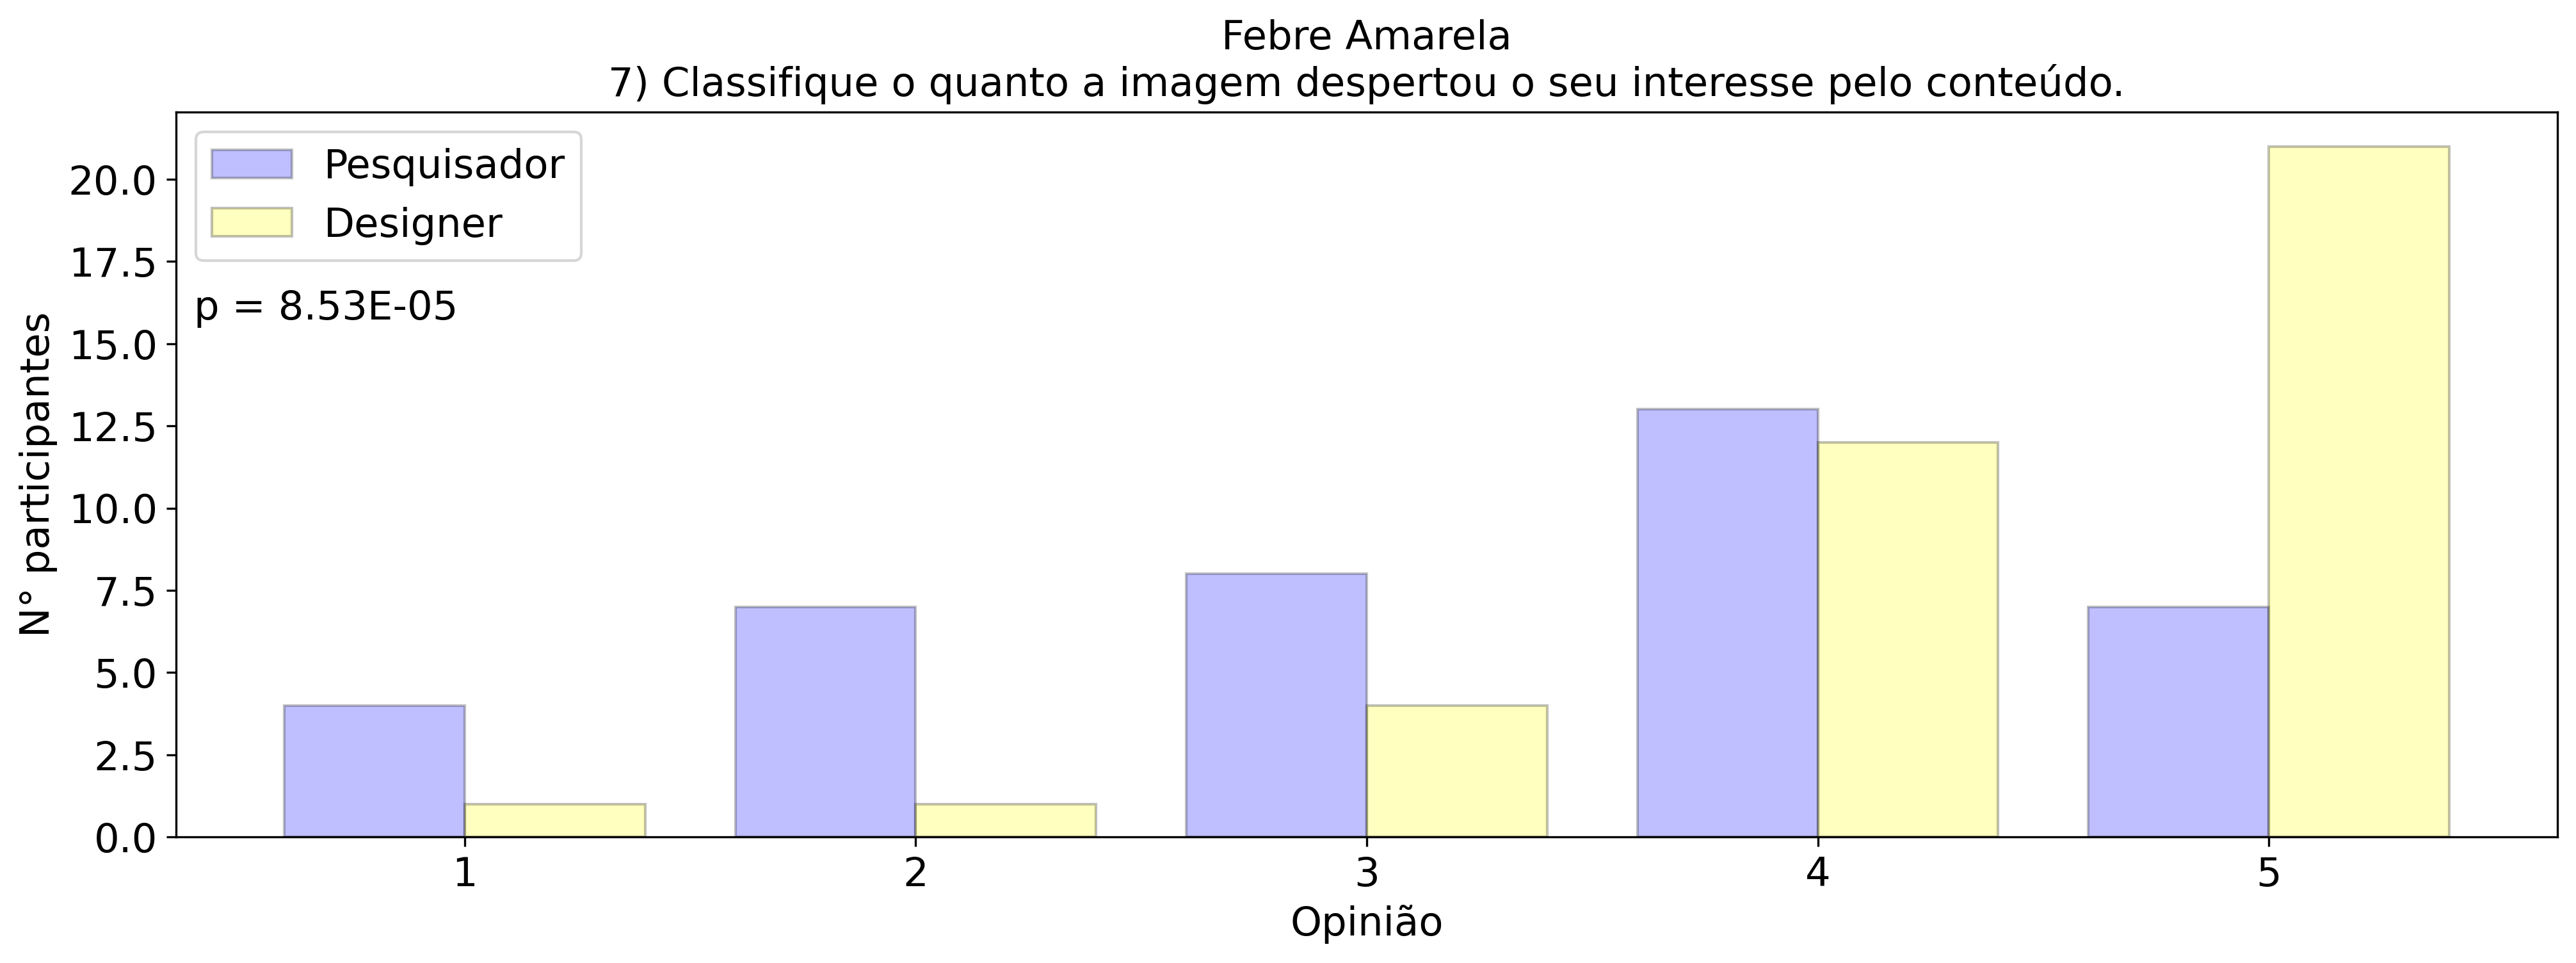 Febre Amarela
7) Classifique o quanto a imagem despertou o seu interesse pelo conteúdo.
Pesquisador
Designer
p = 8.53E-05
N° participantes
20.0
17.5
15.0
12.5
10.0
7.5
5.0
2.5
0.0
1 2 3 4 5
Opinião